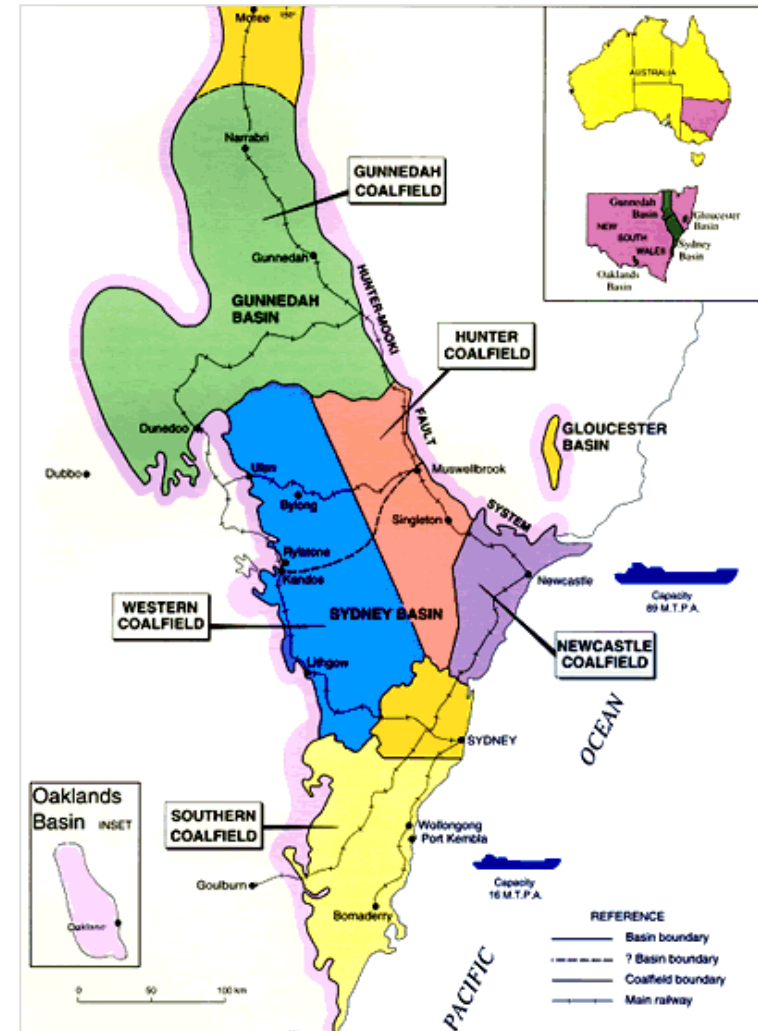 Moree
150°
AUSTRALIA
Narrabri
GUNNEDAH
COALFIELD
Gunnedah
Basin
Gloucester
Basin
NEW
SOUTH
WALES
Sydney
Basin
Oaklands
Basin
Gunnedah
GUNNEDAH
BASIN
HUNTER-MOOKI
FAULT
SYSTEM
HUNTER
COALFIELD
GLOUCESTER
BASIN
Dunedoo
Dubbo
Ulan
Bylong
Muswellbrook
Singleton
Rylstone
Kandos
Newcastle
Capacity
69 M.T.P.A.
WESTERN
COALFIELD
SYDNEY BASIN
NEWCASTLE
COALFIELD
Lithgow
SYDNEY
OCEAN
Oaklands
Basin INSET
Oaklands
SOUTHERN
COALFIELD
Wollongong
Port Kembla
Goulburn
Bomaderry
Capacity
16 M.T.P.A.
PACIFIC
REFERENCE
Basin boundary
? Basin boundary
Coalfield boundary
Main railway
0 50 100 km